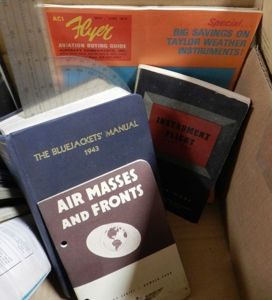 ACI
Flyer
AVIATION BUYING GUIDE
Special
BIG SAVINGS ON
TAYLOR WEATHER
INSTRUMENTS!
INSTRUMENT
FLIGHT
THE BLUEJACKETS' MANUAL
1943
AIR MASSES
AND FRONTS